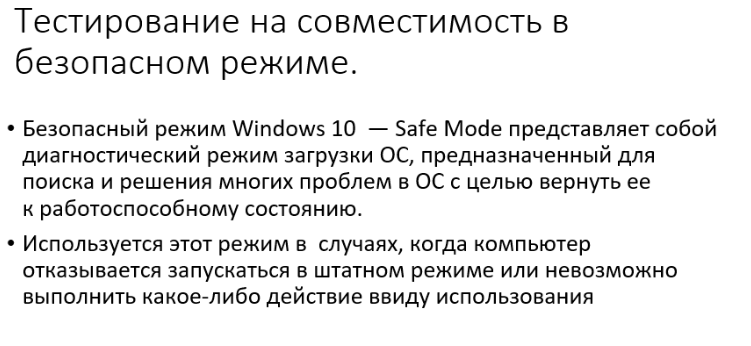 Тестирование на совместимость в
безопасном режиме.
• Безопасный режим Windows 10  — Safe Mode представляет собой
диагностический режим загрузки ОС, предназначенный для
поиска и решения многих проблем в ОС с целью вернуть ее
к работоспособному состоянию.
• Используется этот режим в  случаях, когда компьютер
отказывается запускаться в штатном режиме или невозможно
выполнить какое-либо действие ввиду использования